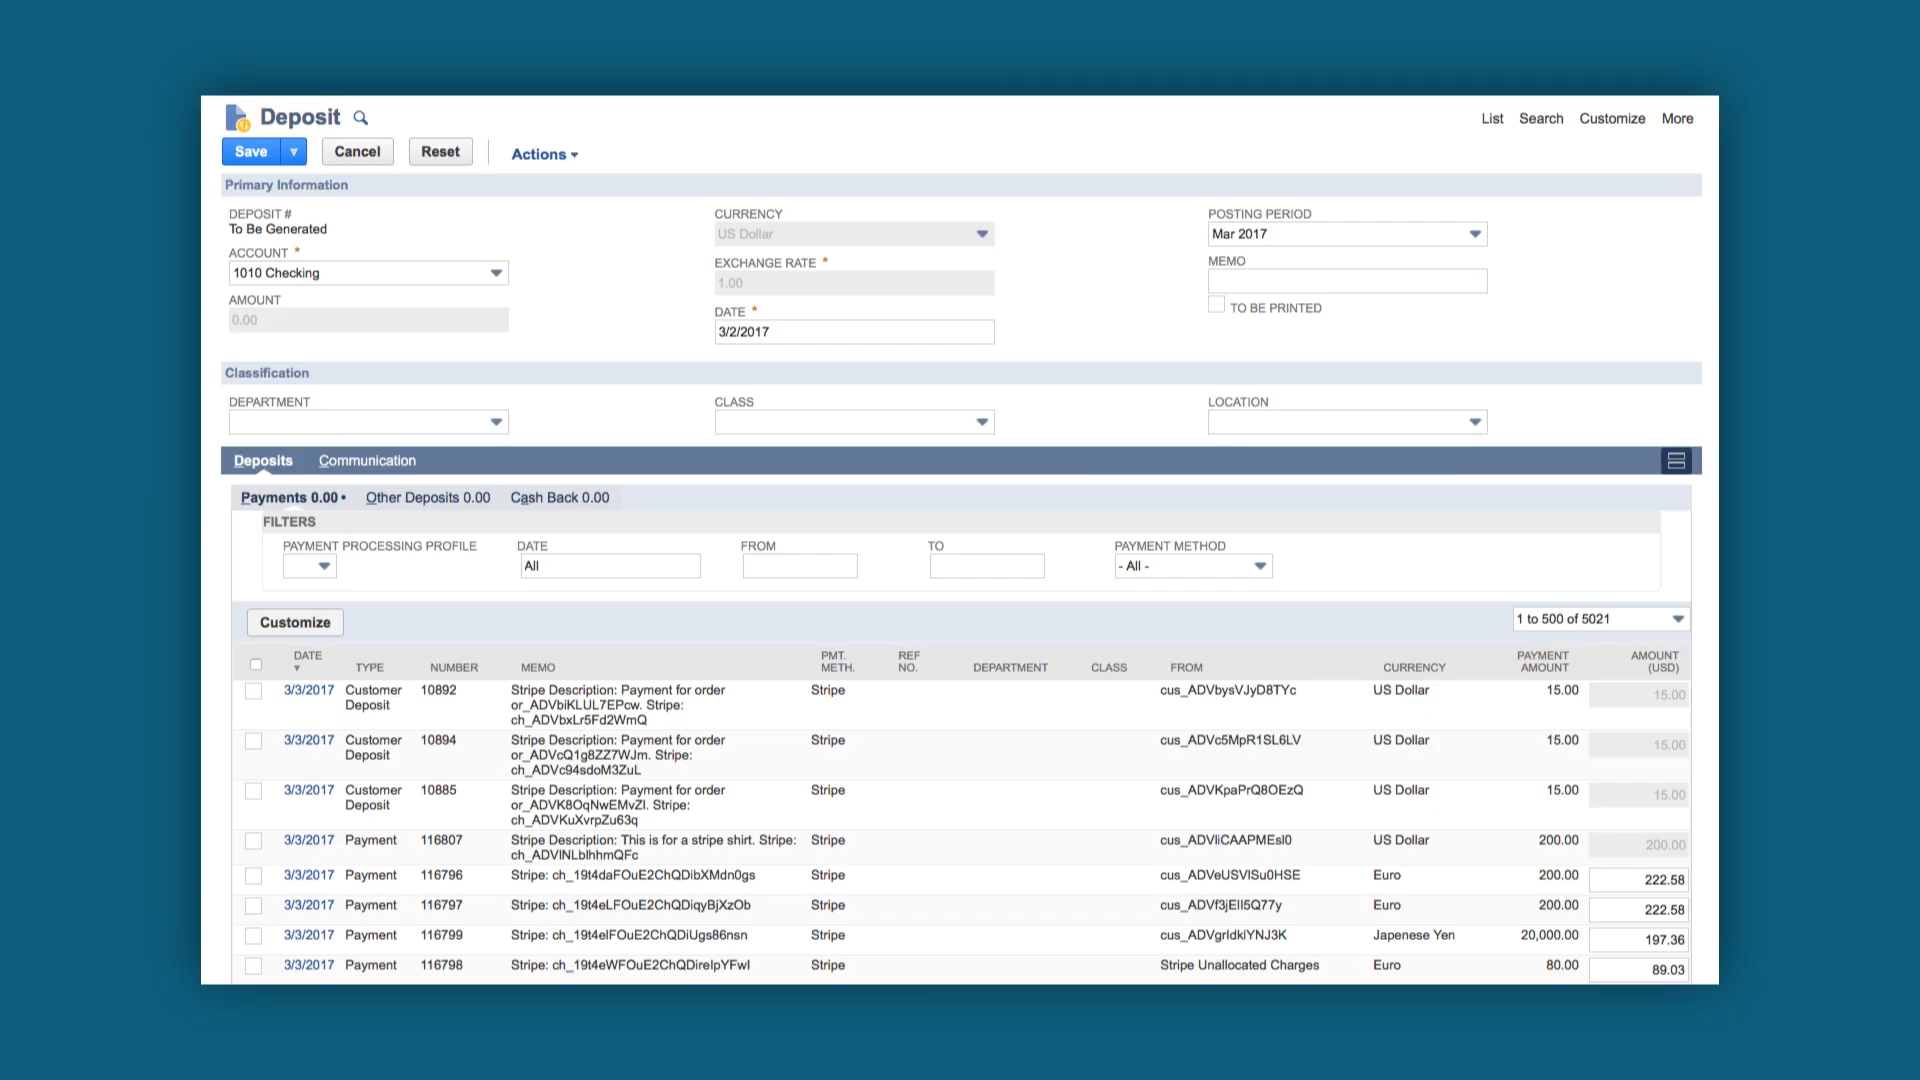 Deposit
List Search Customize More
Save Cancel Reset Actions
Primary Information
DEPOSIT # CURRENCY POSTING PERIOD
To Be Generated US Dollar Mar 2017
ACCOUNT * EXCHANGE RATE * MEMO
1010 Checking 1.00
AMOUNT DATE * TO BE PRINTED
0.00 3/2/2017
Classification
DEPARTMENT CLASS LOCATION
Deposits Communication
Payments 0.00 • Other Deposits 0.00 Cash Back 0.00
FILTERS
PAYMENT PROCESSING PROFILE DATE FROM TO PAYMENT METHOD
All - All -
Customize 1 to 500 of 5021
DATE PMT. REF PAYMENT AMOUNT
TYPE NUMBER MEMO METH. NO. DEPARTMENT CLASS FROM CURRENCY AMOUNT (USD)
3/3/2017 Customer 10892 Stripe Description: Payment for order Stripe cus_ADVbysVJyD8TYc US Dollar 15.00 15.00
Deposit or_ADVbiKLUL7EPcw. Stripe:
ch_ADVbxLr5Fd2WmQ
3/3/2017 Customer 10894 Stripe Description: Payment for order Stripe cus_ADVc5MpR1SL6LV US Dollar 15.00 15.00
Deposit or_ADVcQ1g8ZZ7WJm. Stripe:
ch_ADVc94sdoM3ZuL
3/3/2017 Customer 10885 Stripe Description: Payment for order Stripe cus_ADVKpaPrQ8OEzQ US Dollar 15.00 15.00
Deposit or_ADVK8OqNwEMvZl. Stripe:
ch_ADVKuXvrpZu63q
3/3/2017 Payment 116807 Stripe Description: This is for a stripe shirt. Stripe: Stripe cus_ADVliCAAPMEsl0 US Dollar 200.00 200.00
ch_ADVlNLblhhmQFc
3/3/2017 Payment 116796 Stripe: ch_19t4daFOuE2ChQDibXMdn0gs Stripe cus_ADVeUSVlSu0HSE Euro 200.00 222.58
3/3/2017 Payment 116797 Stripe: ch_19t4eLFOuE2ChQDiqyBjXzOb Stripe cus_ADVf3jEIl5Q77y Euro 200.00 222.58
3/3/2017 Payment 116799 Stripe: ch_19t4elFOuE2ChQDiUgs86nsn Stripe cus_ADVgrldklYNJ3K Japenese Yen 20,000.00 197.36
3/3/2017 Payment 116798 Stripe: ch_19t4eWFOuE2ChQDirelpYFwl Stripe Stripe Unallocated Charges Euro 80.00 89.03